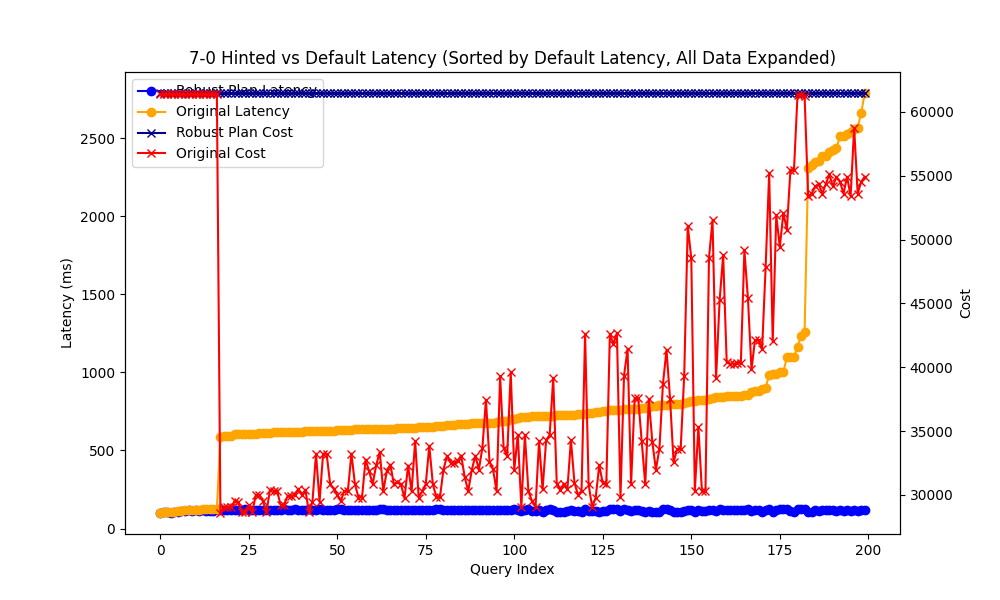 7-0 Hinted vs Default Latency (Sorted by Default Latency, All Data Expanded)
Robust Plan Latency
Original Latency
Robust Plan Cost
Original Cost
Latency (ms)
2500
2000
1500
1000
500
0
60000
55000
50000
45000
40000
35000
30000
Cost
0 25 50 75 100 125 150 175 200
Query Index